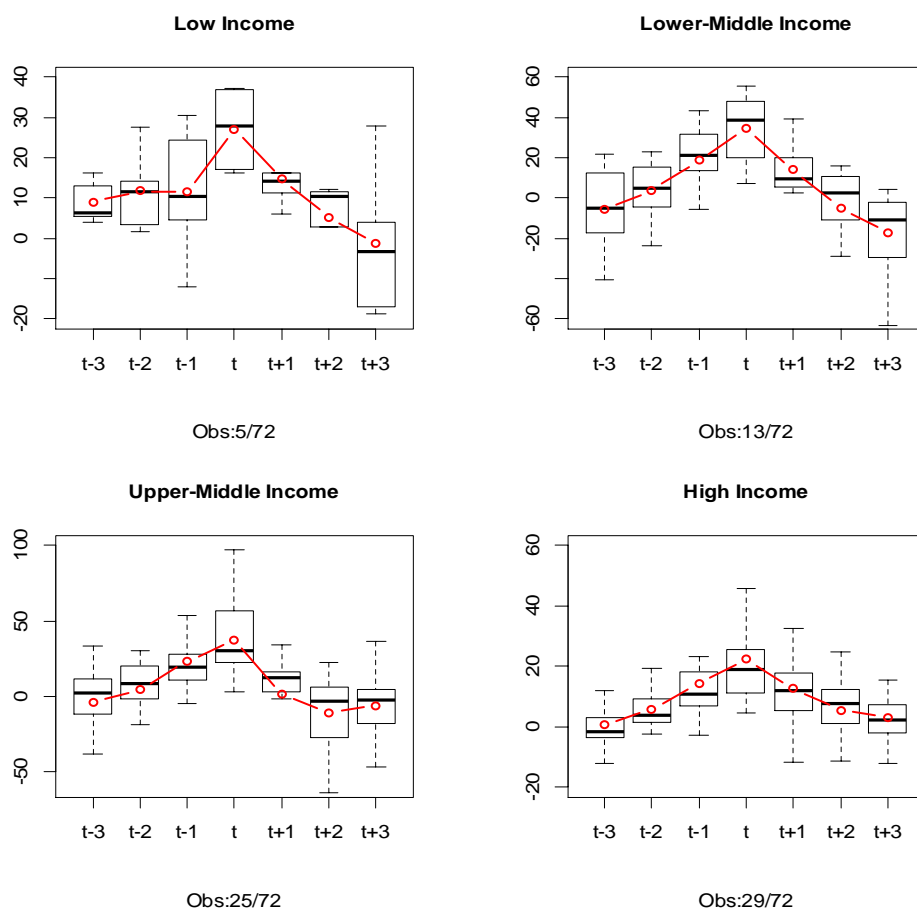 Low Income
40
30
20
10
0
-20
t-3 t-2 t-1 t t+1 t+2 t+3
Obs:5/72
Lower-Middle Income
60
40
20
0
-20
-60
t-3 t-2 t-1 t t+1 t+2 t+3
Obs:13/72
Upper-Middle Income
100
50
0
-50
t-3 t-2 t-1 t t+1 t+2 t+3
Obs:25/72
High Income
60
40
20
0
-20
t-3 t-2 t-1 t t+1 t+2 t+3
Obs:29/72